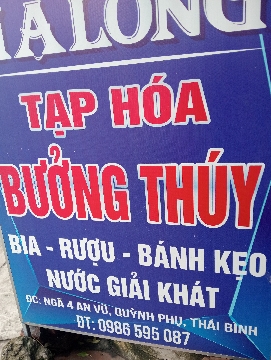 HẠ LONG
TẠP HÓA
BƯỞNG THÚY
BIA - RƯỢU - BÁNH KẸO
NƯỚC GIẢI KHÁT
ĐC: NGÃ 4 AN VŨ, QUỲNH PHỤ, THÁI BÌNH
ĐT: 0986 595 087